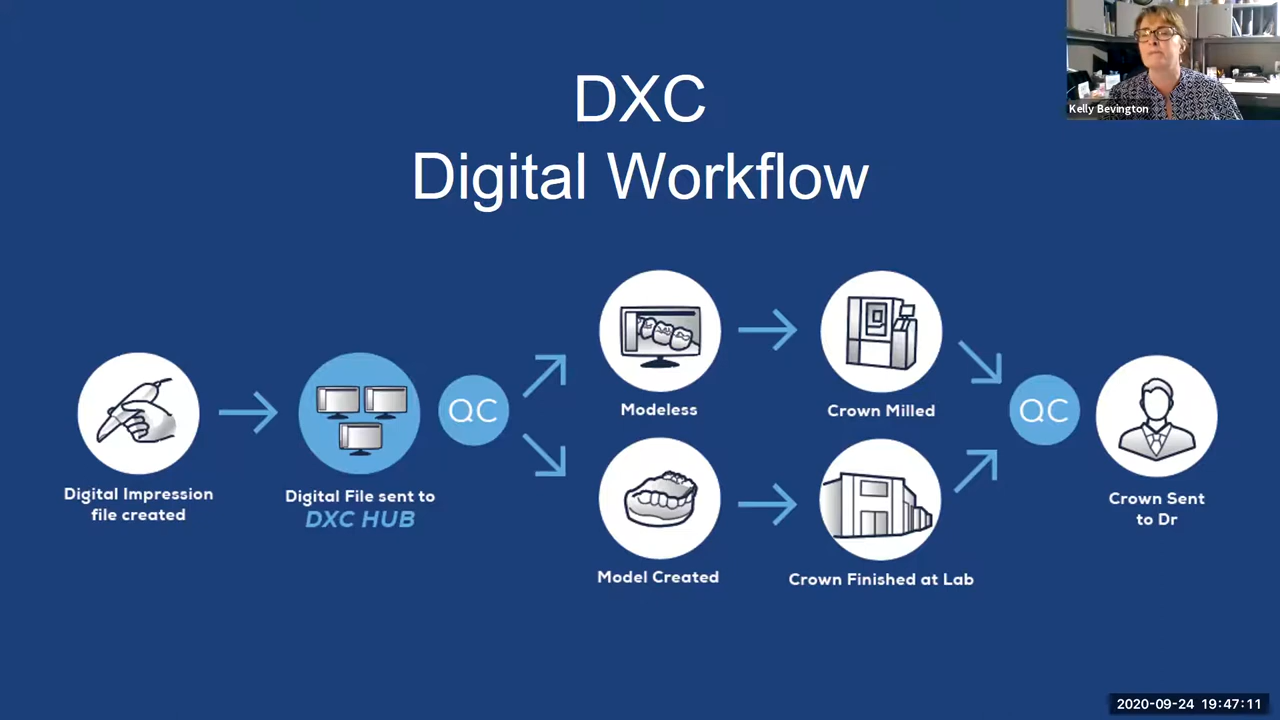 DXC
Digital Workflow
Kelly Bevington
Digital Impression
file created
Digital File sent to
DXC HUB
QC
Modeless
Crown Milled
Model Created
Crown Finished at Lab
QC
Crown Sent
to Dr
2020-09-24 19:47:11